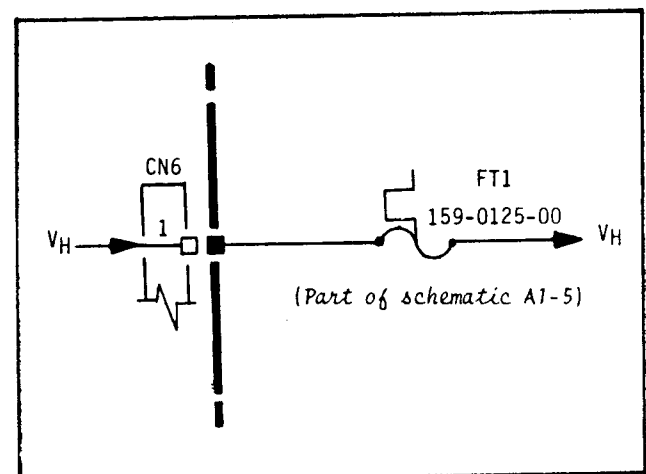 CN6
FT1
1
159-0125-00
VH
VH
(Part of schematic A1-5)